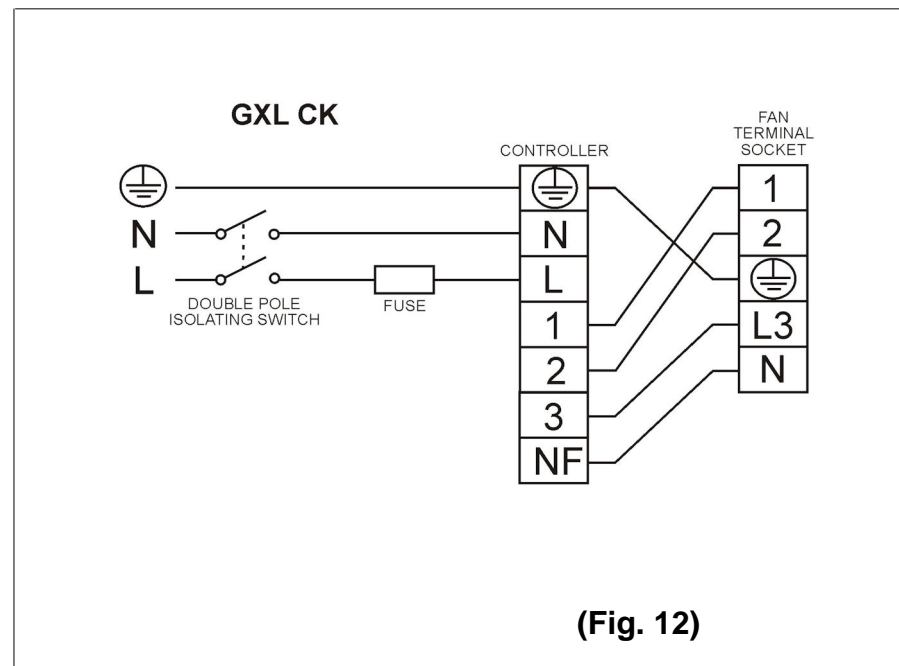 GXL CK
CONTROLLER
FAN
TERMINAL
SOCKET
N
L
DOUBLE POLE
ISOLATING SWITCH
FUSE
N
L
1
2
3
NF
1
2
L3
N
(Fig. 12)